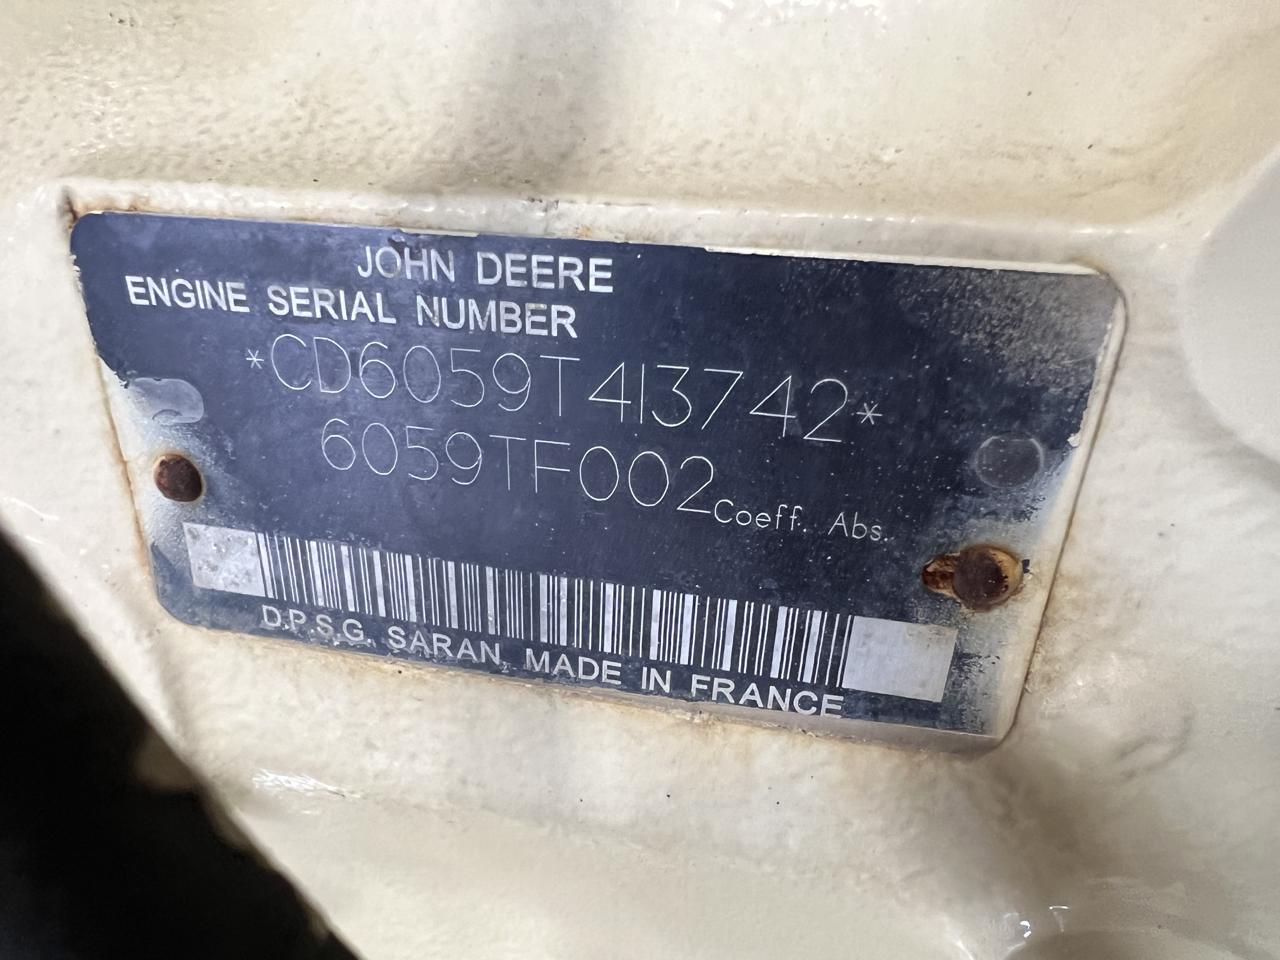 JOHN DEERE
ENGINE SERIAL NUMBER
*CD6059T413742*
6059TF002 Coeff. Abs.
D.P.S.G. SARAN MADE IN FRANCE